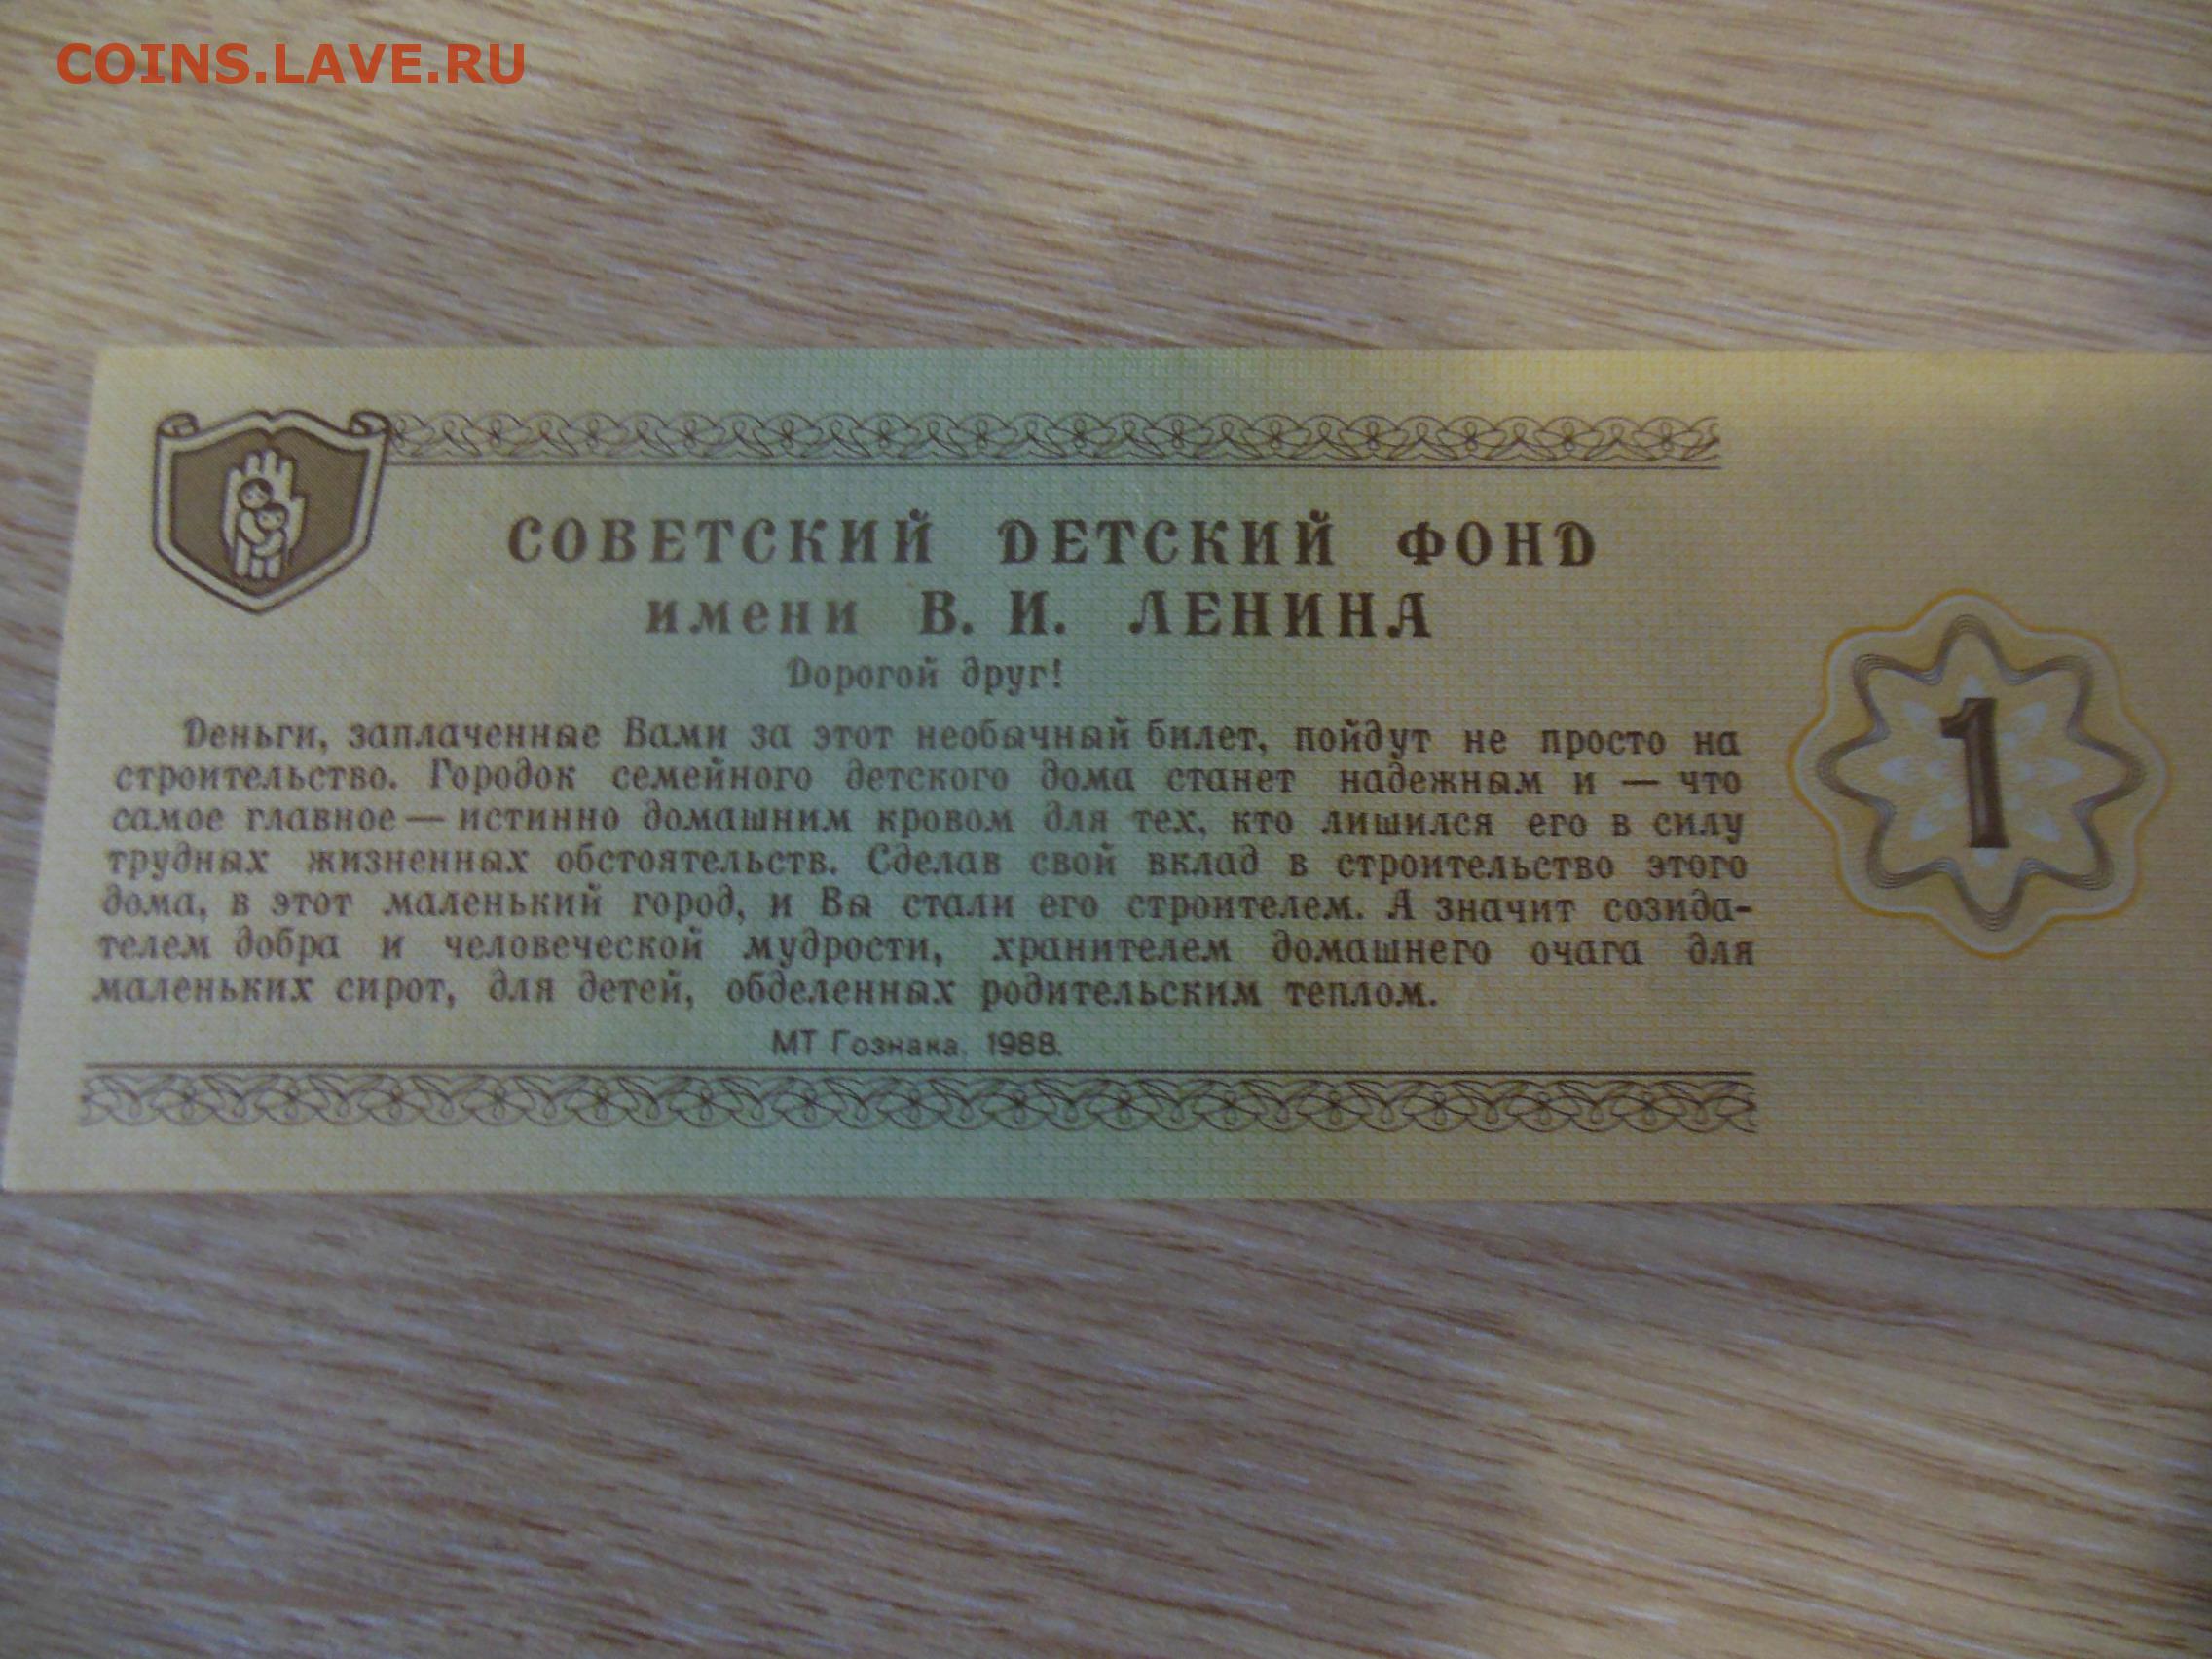 COINS.LAVE.RU
СОВЕТСКИЙ ДЕТСКИЙ ФОНД
имени В. И. ЛЕНИНА
Дорогой друг!
Деньги, заплаченные Вами за этот необычный билет, пойдут не просто на
строительство. Городок семейного детского дома станет надежным и — что
самое главное — истинно домашним кровом для тех, кто лишился его в силу
трудных жизненных обстоятельств. Сделав свой вклад в строительство этого
дома, в этот маленький город, и Вы стали его строителем. А значит созида-
телем добра и человеческой мудрости, хранителем домашнего очага для
маленьких сирот, для детей, обделенных родительским теплом.
МТ Гознака. 1988.
1